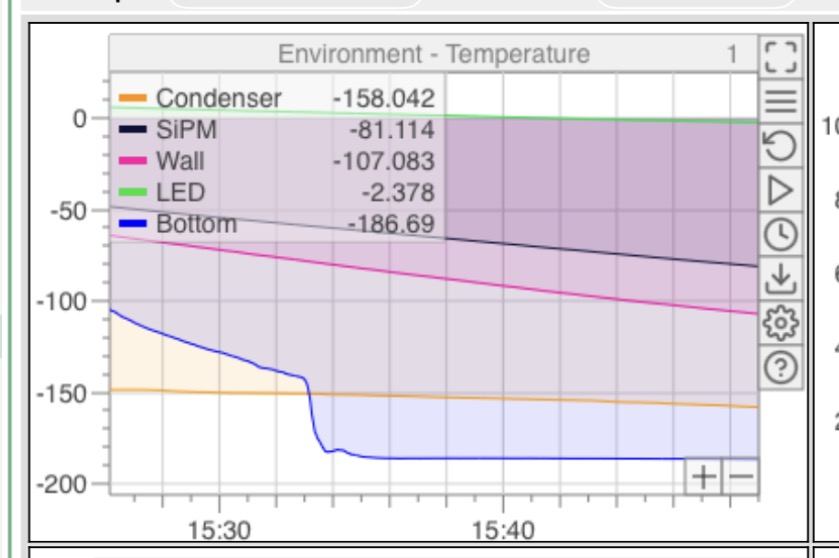 Environment - Temperature 1
Condenser -158.042
SiPM -81.114
Wall -107.083
LED -2.378
Bottom -186.69
0
-50
-100
-150
-200
15:30 15:40